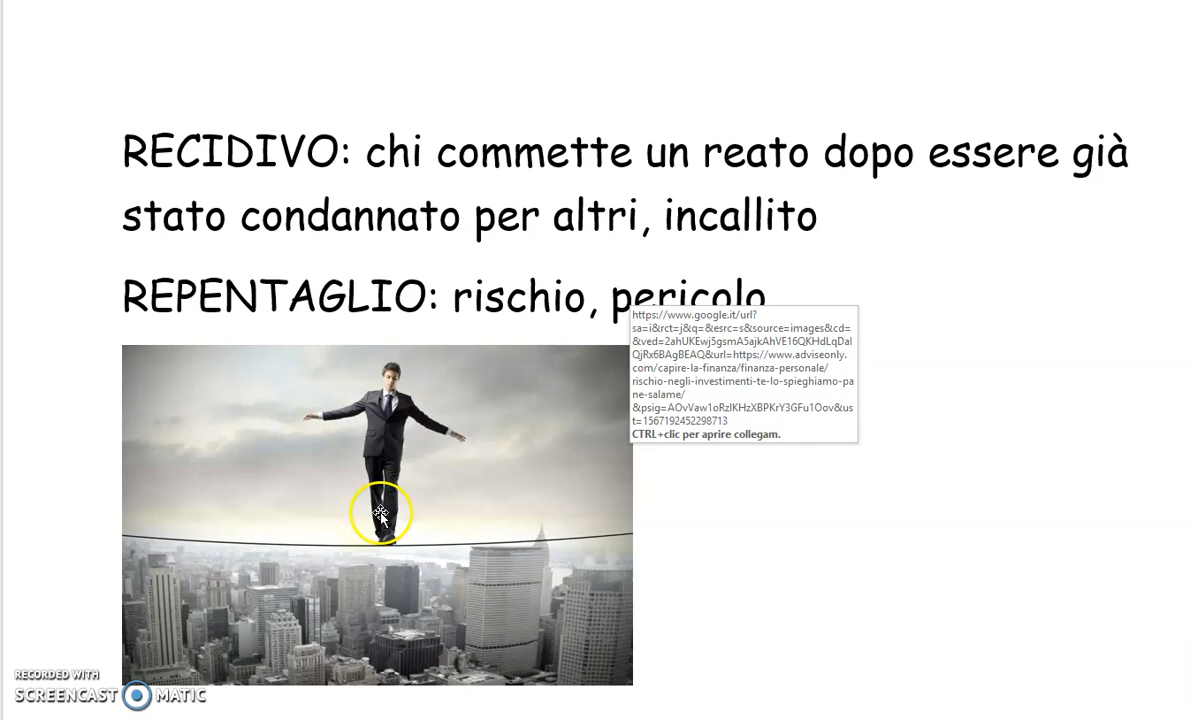 RECIDIVO: chi commette un reato dopo essere già
stato condannato per altri, incallito
REPENTAGLIO: rischio, pericolo
https://www.google.it/url?
sa=i&rct=j&q=&esrc=s&source=images&cd=
&ved=2ahUKEwj5gsmA5ajkAhVE16QKHdLqDaI
QjRx6BAgBEAQ&url=https://www.adviseonly.
com/capire-la-finanza/finanza-personale/
rischio-negli-investimenti-te-lo-spieghiamo-pa
ne-salame/
&psig=AOvVaw1oRzIKHzXBPKrY3GFu1Oov&us
t=1567192452298713
CTRL+clic per aprire collegam.
RECORDED WITH
SCREENCAST MATIC